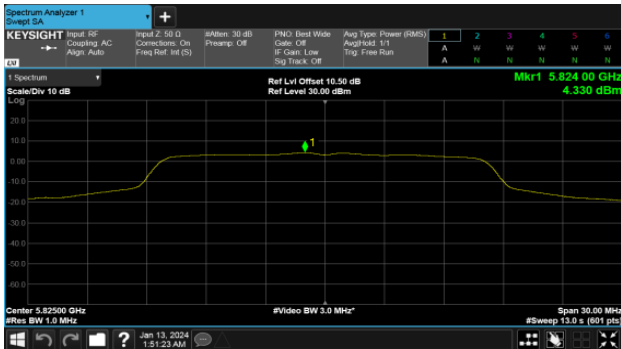 Spectrum Analyzer 1
Swept SA
+
KEYSIGHT
Input: RF
Coupling: AC
Align: Auto
Input Z: 50 Ω
Corrections: On
Freq Ref: Int (S)
#Atten: 30 dB
Preamp: Off
PNO: Best Wide
Gate: Off
IF Gain: Low
Sig Track: Off
Avg Type: Power (RMS)
Avg|Hold: 1/1
Trig: Free Run
1 2 3 4 5 6
A W W W W W
A N N N N N
LXI
1 Spectrum
Scale/Div 10 dB
Log
Ref Lvl Offset 10.50 dB
Ref Level 30.00 dBm
Mkr1 5.824 00 GHz
4.330 dBm
20.0
10.0
0.00
-10.0
-20.0
-30.0
-40.0
-50.0
-60.0
1
Center 5.82500 GHz
#Res BW 1.0 MHz
#Video BW 3.0 MHz*
Span 30.00 MHz
#Sweep 13.0 s (601 pts)
?
Jan 13, 2024
1:51:23 AM